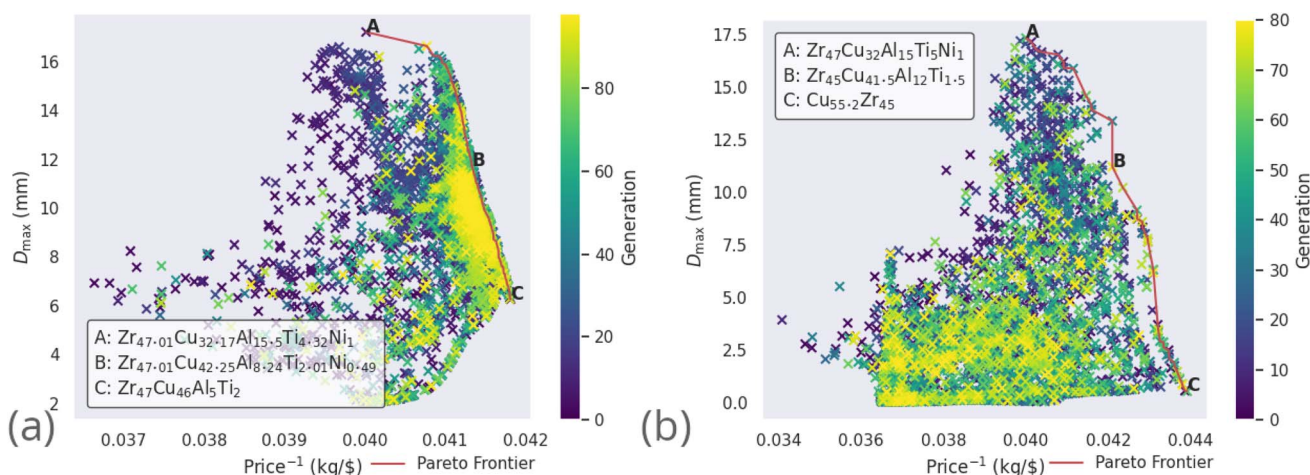 A
B
C
A: Zr47.01Cu32.17Al15.5Ti4.32Ni1
B: Zr47.01Cu42.25Al8.24Ti2.01Ni0.49
C: Zr47Cu46Al5Ti2
16
14
12
10
8
6
4
2
Dmax (mm)
0.037 0.038 0.039 0.040 0.041 0.042
Price−1 (kg/$) Pareto Frontier
80
60
40
20
0
Generation
(a)
A
B
C
A: Zr47Cu32Al15Ti5Ni1
B: Zr45Cu41.5Al12Ti1.5
C: Cu55.2Zr45
17.5
15.0
12.5
10.0
7.5
5.0
2.5
0.0
Dmax (mm)
0.034 0.036 0.038 0.040 0.042 0.044
Price−1 (kg/$) Pareto Frontier
80
70
60
50
40
30
20
10
0
Generation
(b)